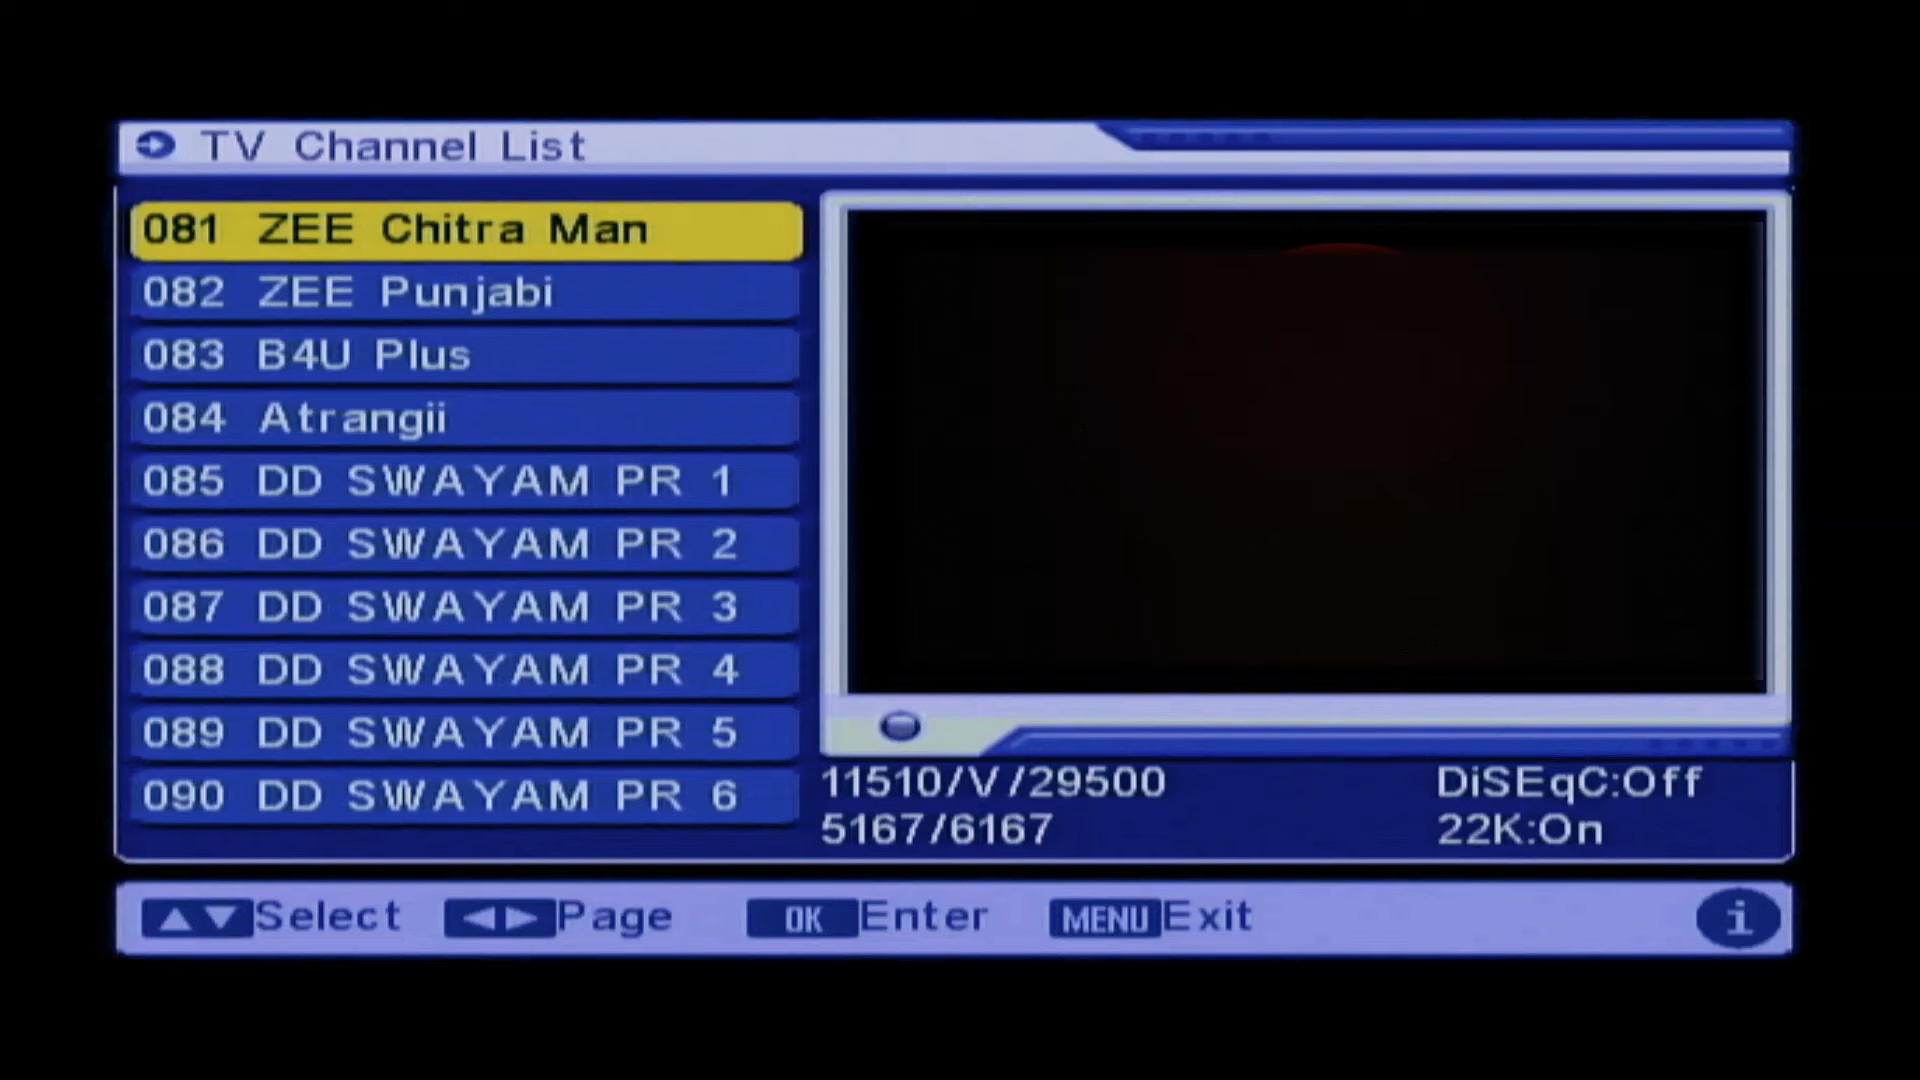 TV Channel List
081 ZEE Chitra Man
082 ZEE Punjabi
083 B4U Plus
084 Atrangii
085 DD SWAYAM PR 1
086 DD SWAYAM PR 2
087 DD SWAYAM PR 3
088 DD SWAYAM PR 4
089 DD SWAYAM PR 5
090 DD SWAYAM PR 6
11510/V/29500 DiSEqC:Off
5167/6167 22K:On
Select Page OK Enter MENU Exit i